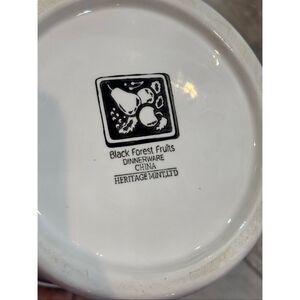 Black Forest Fruits
DINNERWARE
CHINA
HERITAGE MINT,LTD